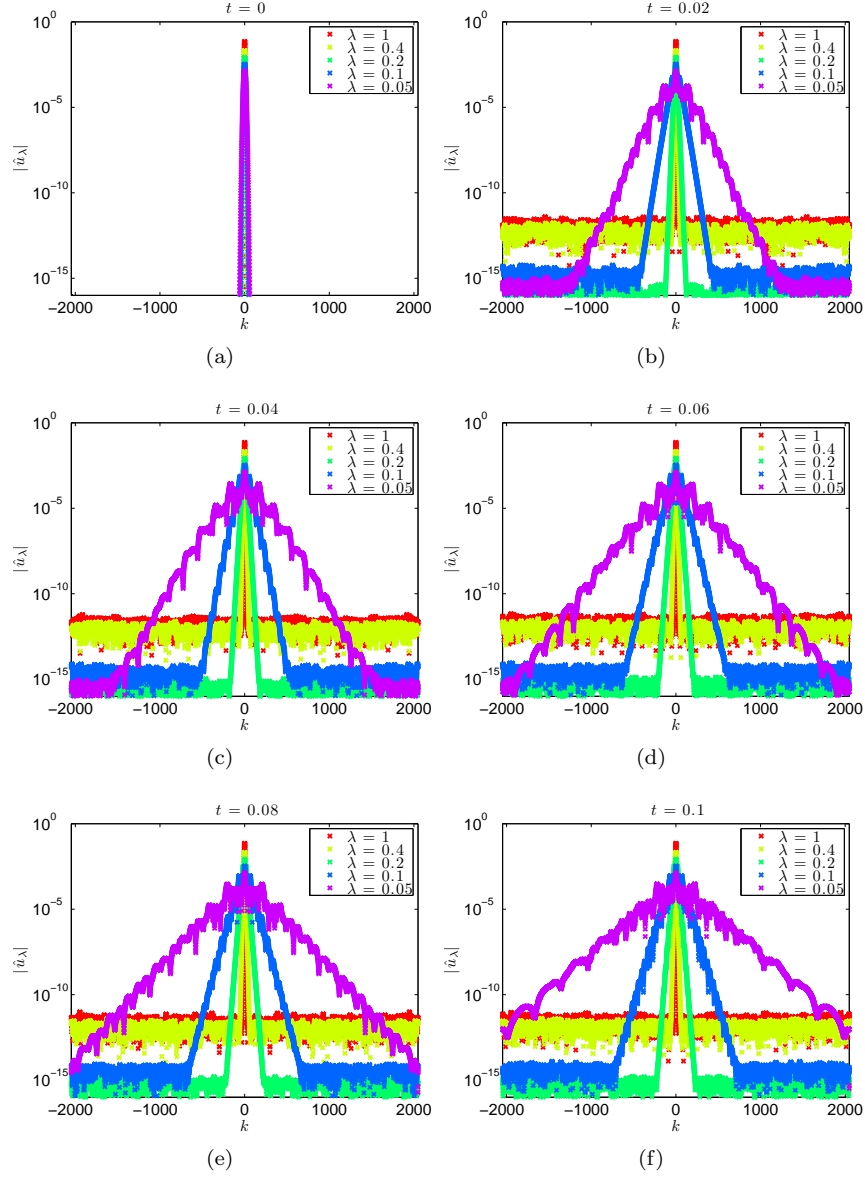 t = 0
t = 0.02
10^0
10^−5
10^−10
10^−15
|û_λ|
λ = 1
λ = 0.4
λ = 0.2
λ = 0.1
λ = 0.05
−2000 −1000 0 1000 2000
k
(a)
10^0
10^−5
10^−10
10^−15
|û_λ|
λ = 1
λ = 0.4
λ = 0.2
λ = 0.1
λ = 0.05
−2000 −1000 0 1000 2000
k
(b)
t = 0.04
t = 0.06
10^0
10^−5
10^−10
10^−15
|û_λ|
λ = 1
λ = 0.4
λ = 0.2
λ = 0.1
λ = 0.05
−2000 −1000 0 1000 2000
k
(c)
10^0
10^−5
10^−10
10^−15
|û_λ|
λ = 1
λ = 0.4
λ = 0.2
λ = 0.1
λ = 0.05
−2000 −1000 0 1000 2000
k
(d)
t = 0.08
t = 0.1
10^0
10^−5
10^−10
10^−15
|û_λ|
λ = 1
λ = 0.4
λ = 0.2
λ = 0.1
λ = 0.05
−2000 −1000 0 1000 2000
k
(e)
10^0
10^−5
10^−10
10^−15
|û_λ|
λ = 1
λ = 0.4
λ = 0.2
λ = 0.1
λ = 0.05
−2000 −1000 0 1000 2000
k
(f)